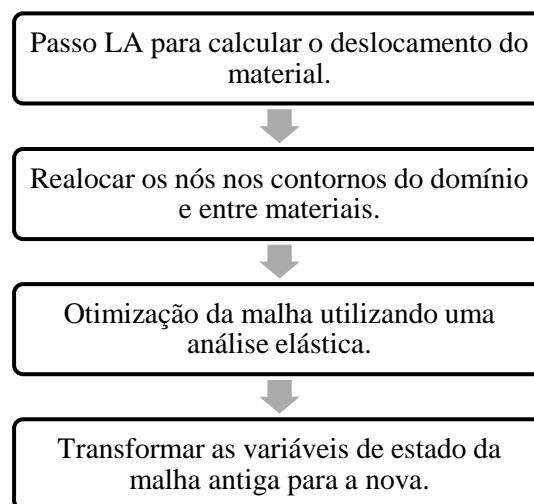 Passo LA para calcular o deslocamento do
material.
Realocar os nós nos contornos do domínio
e entre materiais.
Otimização da malha utilizando uma
análise elástica.
Transformar as variáveis de estado da
malha antiga para a nova.